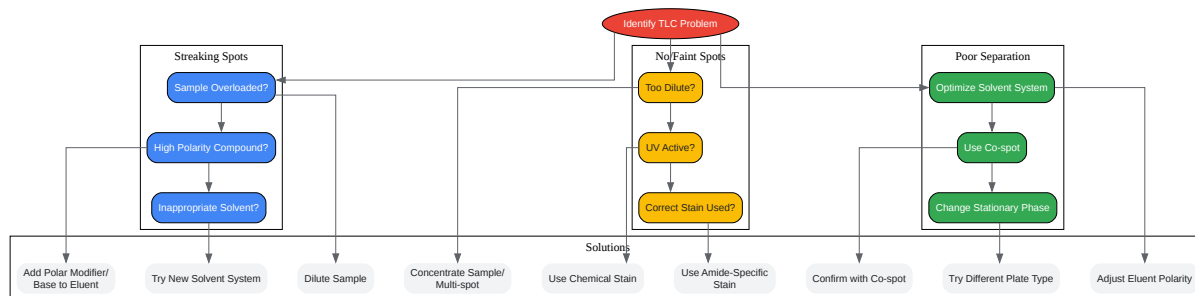 Identify TLC Problem
Streaking Spots
No/Faint Spots
Poor Separation
Sample Overloaded?
Too Dilute?
Optimize Solvent System
High Polarity Compound?
UV Active?
Use Co-spot
Inappropriate Solvent?
Correct Stain Used?
Change Stationary Phase
Solutions
Add Polar Modifier/
Base to Eluent
Try New Solvent System
Dilute Sample
Concentrate Sample/
Multi-spot
Use Chemical Stain
Use Amide-Specific
Stain
Confirm with Co-spot
Try Different Plate Type
Adjust Eluent Polarity